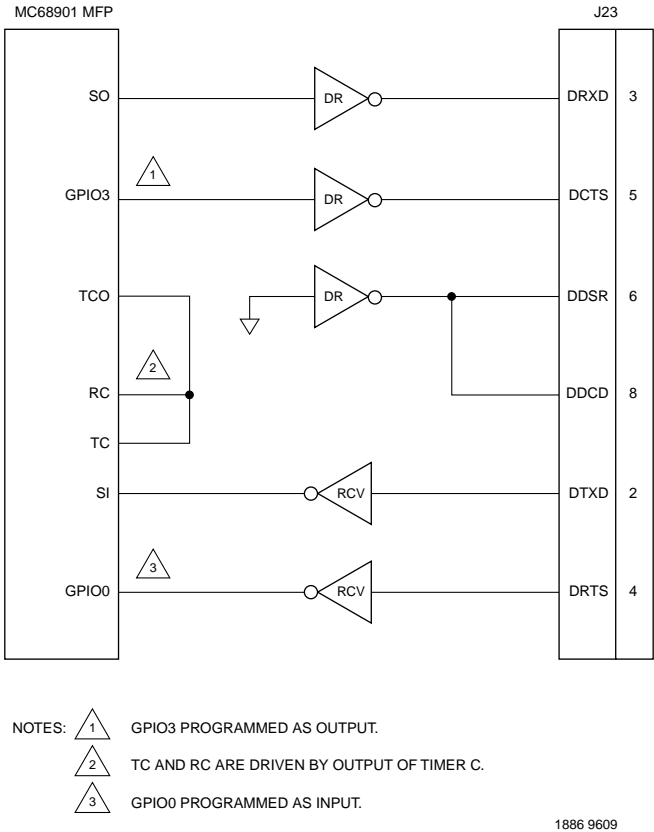 MC68901 MFP J23
SO DR DRXD 3
1
GPIO3 DR DCTS 5
TCO DR DDSR 6
2
RC DDCD 8
TC
SI RCV DTXD 2
3
GPIO0 RCV DRTS 4
NOTES: 1 GPIO3 PROGRAMMED AS OUTPUT.
2 TC AND RC ARE DRIVEN BY OUTPUT OF TIMER C.
3 GPIO0 PROGRAMMED AS INPUT.
1886 9609